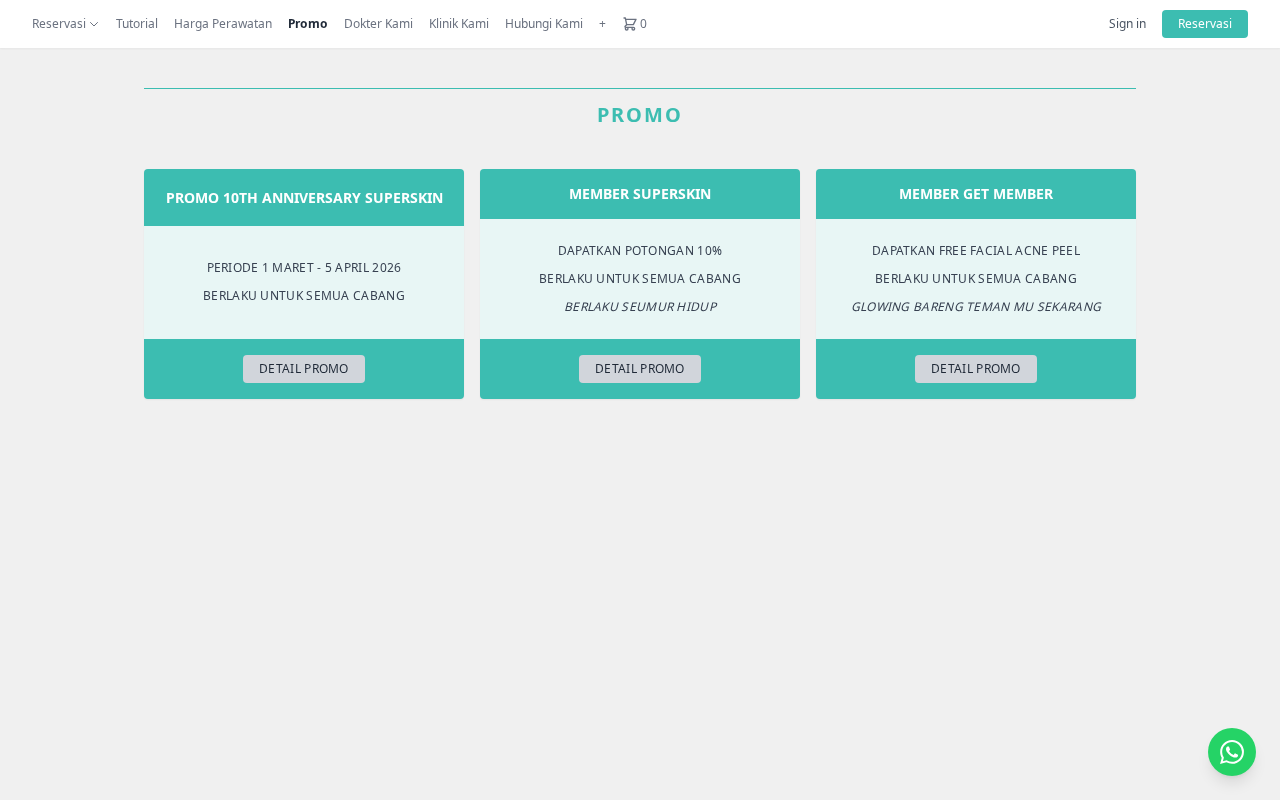 Reservasi Tutorial Harga Perawatan Promo Dokter Kami Klinik Kami Hubungi Kami + 0 Sign in Reservasi
PROMO
PROMO 10TH ANNIVERSARY SUPERSKIN
PERIODE 1 MARET - 5 APRIL 2026
BERLAKU UNTUK SEMUA CABANG
DETAIL PROMO
MEMBER SUPERSKIN
DAPATKAN POTONGAN 10%
BERLAKU UNTUK SEMUA CABANG
BERLAKU SEUMUR HIDUP
DETAIL PROMO
MEMBER GET MEMBER
DAPATKAN FREE FACIAL ACNE PEEL
BERLAKU UNTUK SEMUA CABANG
GLOWING BARENG TEMAN MU SEKARANG
DETAIL PROMO